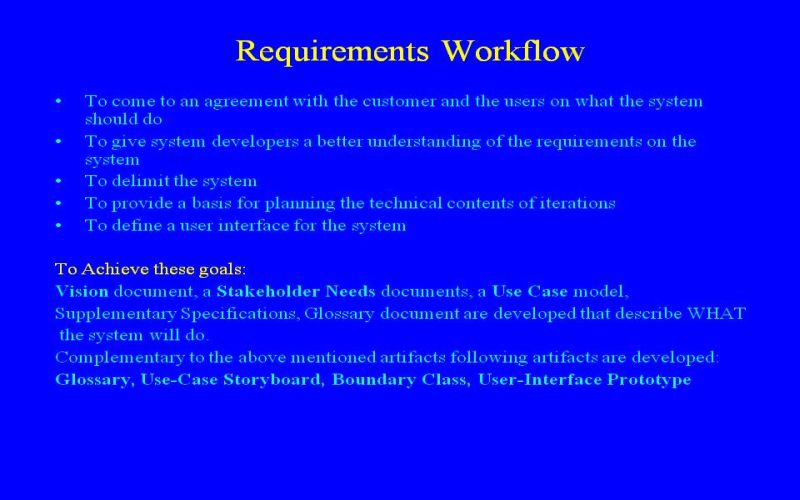 Requirements Workflow
• To come to an agreement with the customer and the users on what the system
should do
• To give system developers a better understanding of the requirements on the
system
• To delimit the system
• To provide a basis for planning the technical contents of iterations
• To define a user interface for the system
To Achieve these goals:
Vision document, a Stakeholder Needs documents, a Use Case model,
Supplementary Specifications, Glossary document are developed that describe WHAT
the system will do.
Complementary to the above mentioned artifacts following artifacts are developed:
Glossary, Use-Case Storyboard, Boundary Class, User-Interface Prototype